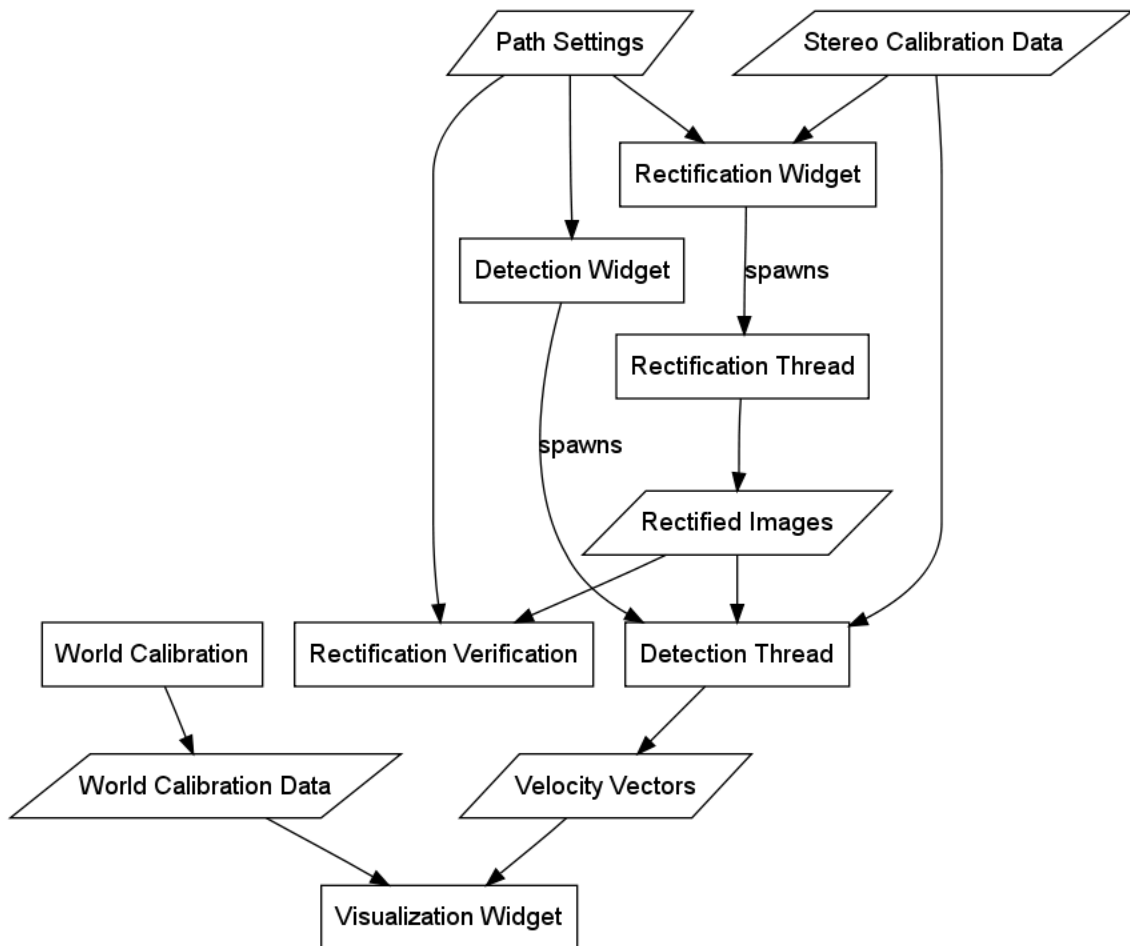 Path Settings
Stereo Calibration Data
Rectification Widget
Detection Widget
spawns
Rectification Thread
spawns
Rectified Images
World Calibration
Rectification Verification
Detection Thread
World Calibration Data
Velocity Vectors
Visualization Widget